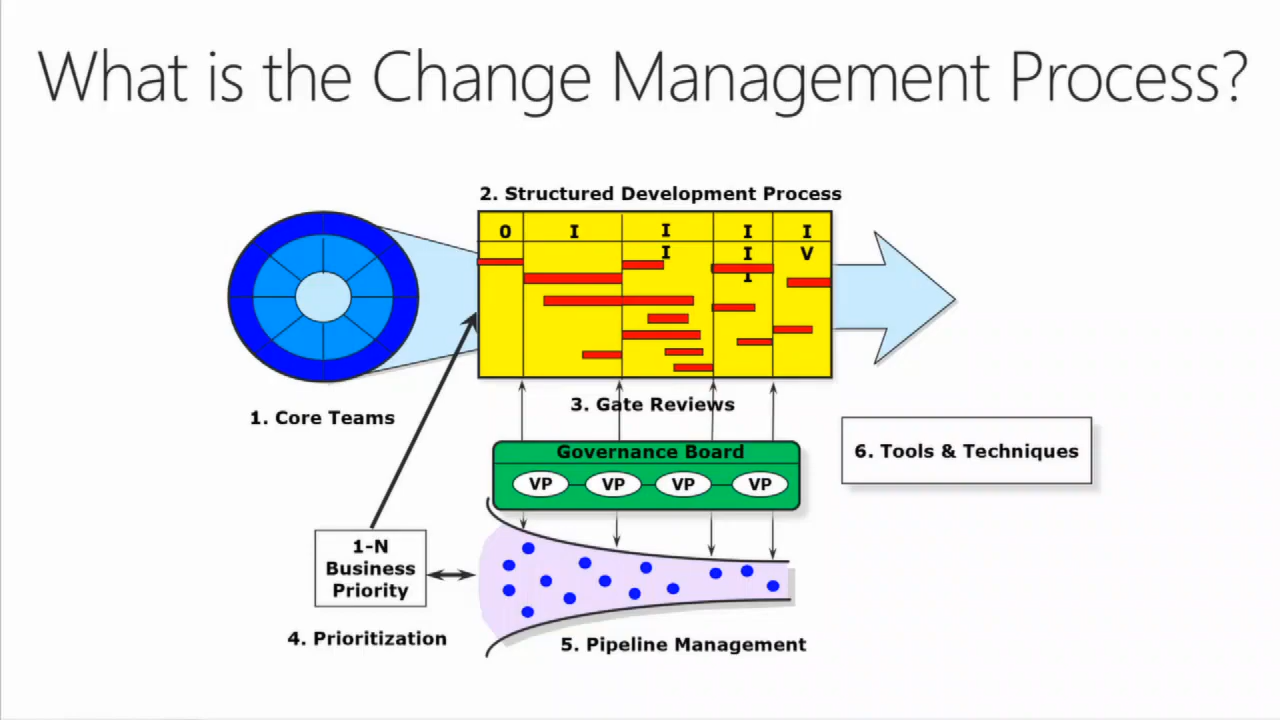 What is the Change Management Process?
2. Structured Development Process
0 I I I I
I I V
I
3. Gate Reviews
1. Core Teams
Governance Board
VP VP VP VP
6. Tools & Techniques
1-N
Business
Priority
4. Prioritization
5. Pipeline Management